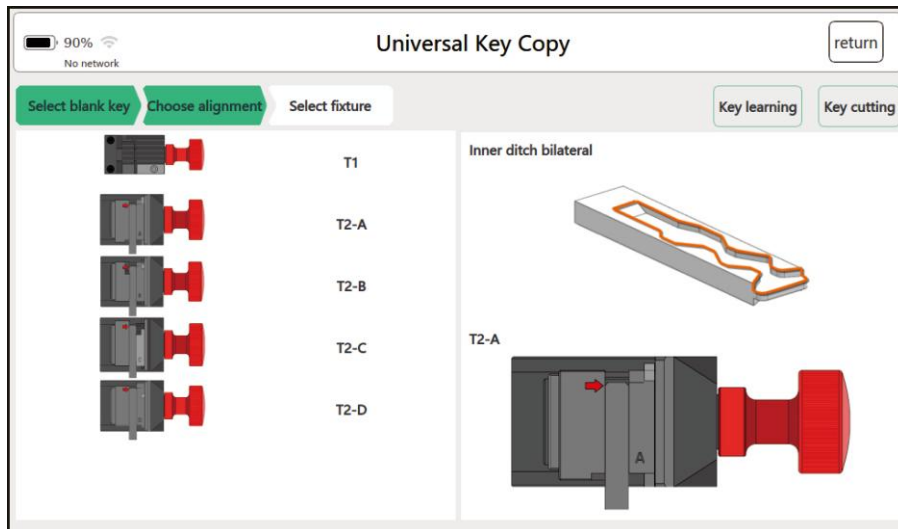 90%
No network
Universal Key Copy
return
Select blank key
Choose alignment
Select fixture
Key learning
Key cutting
T1
T2-A
T2-B
T2-C
T2-D
Inner ditch bilateral
T2-A
A